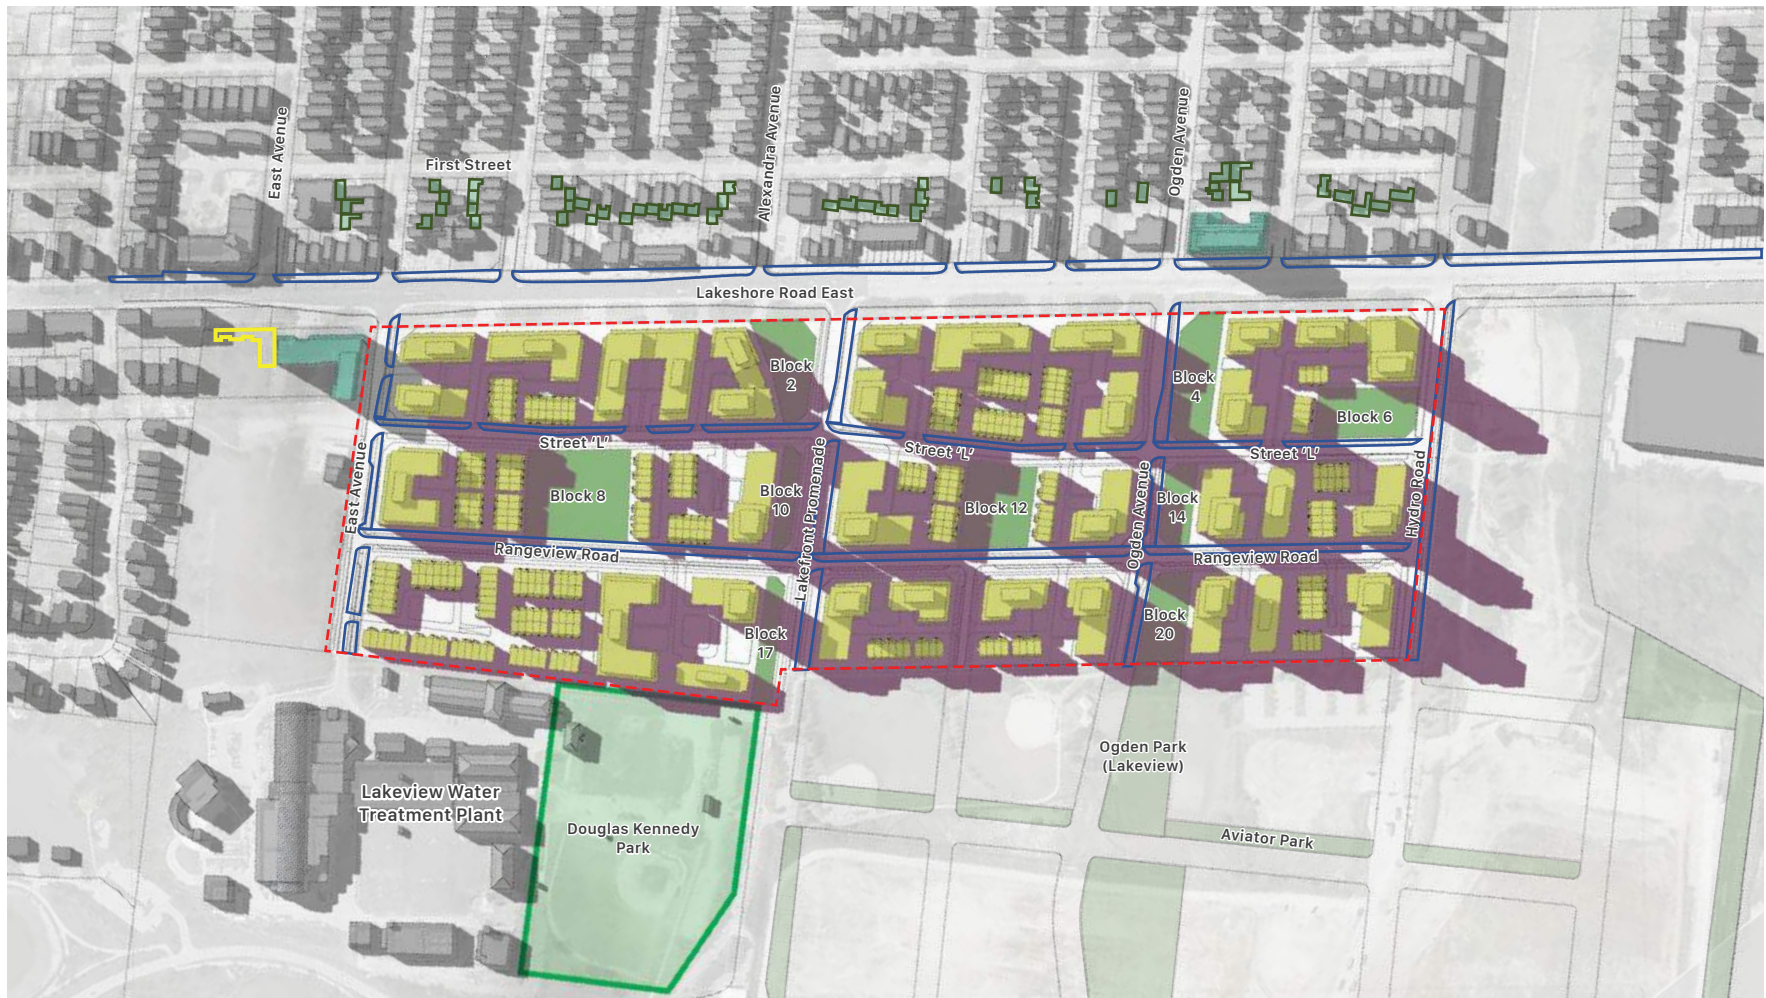 East Avenue
First Street
Alexandra Avenue
Ogden Avenue
Lakeshore Road East
Block
2
Block
4
Block 6
Street 'L'
Street 'L'
Street 'L'
East Avenue
Block 8
Block
10
Lakefront Promenade
Block 12
Ogden Avenue
Block
14
Hydro Road
Rangeview Road
Rangeview Road
Block
17
Block
20
Ogden Park
(Lakeview)
Lakeview Water
Treatment Plant
Douglas Kennedy
Park
Aviator Park